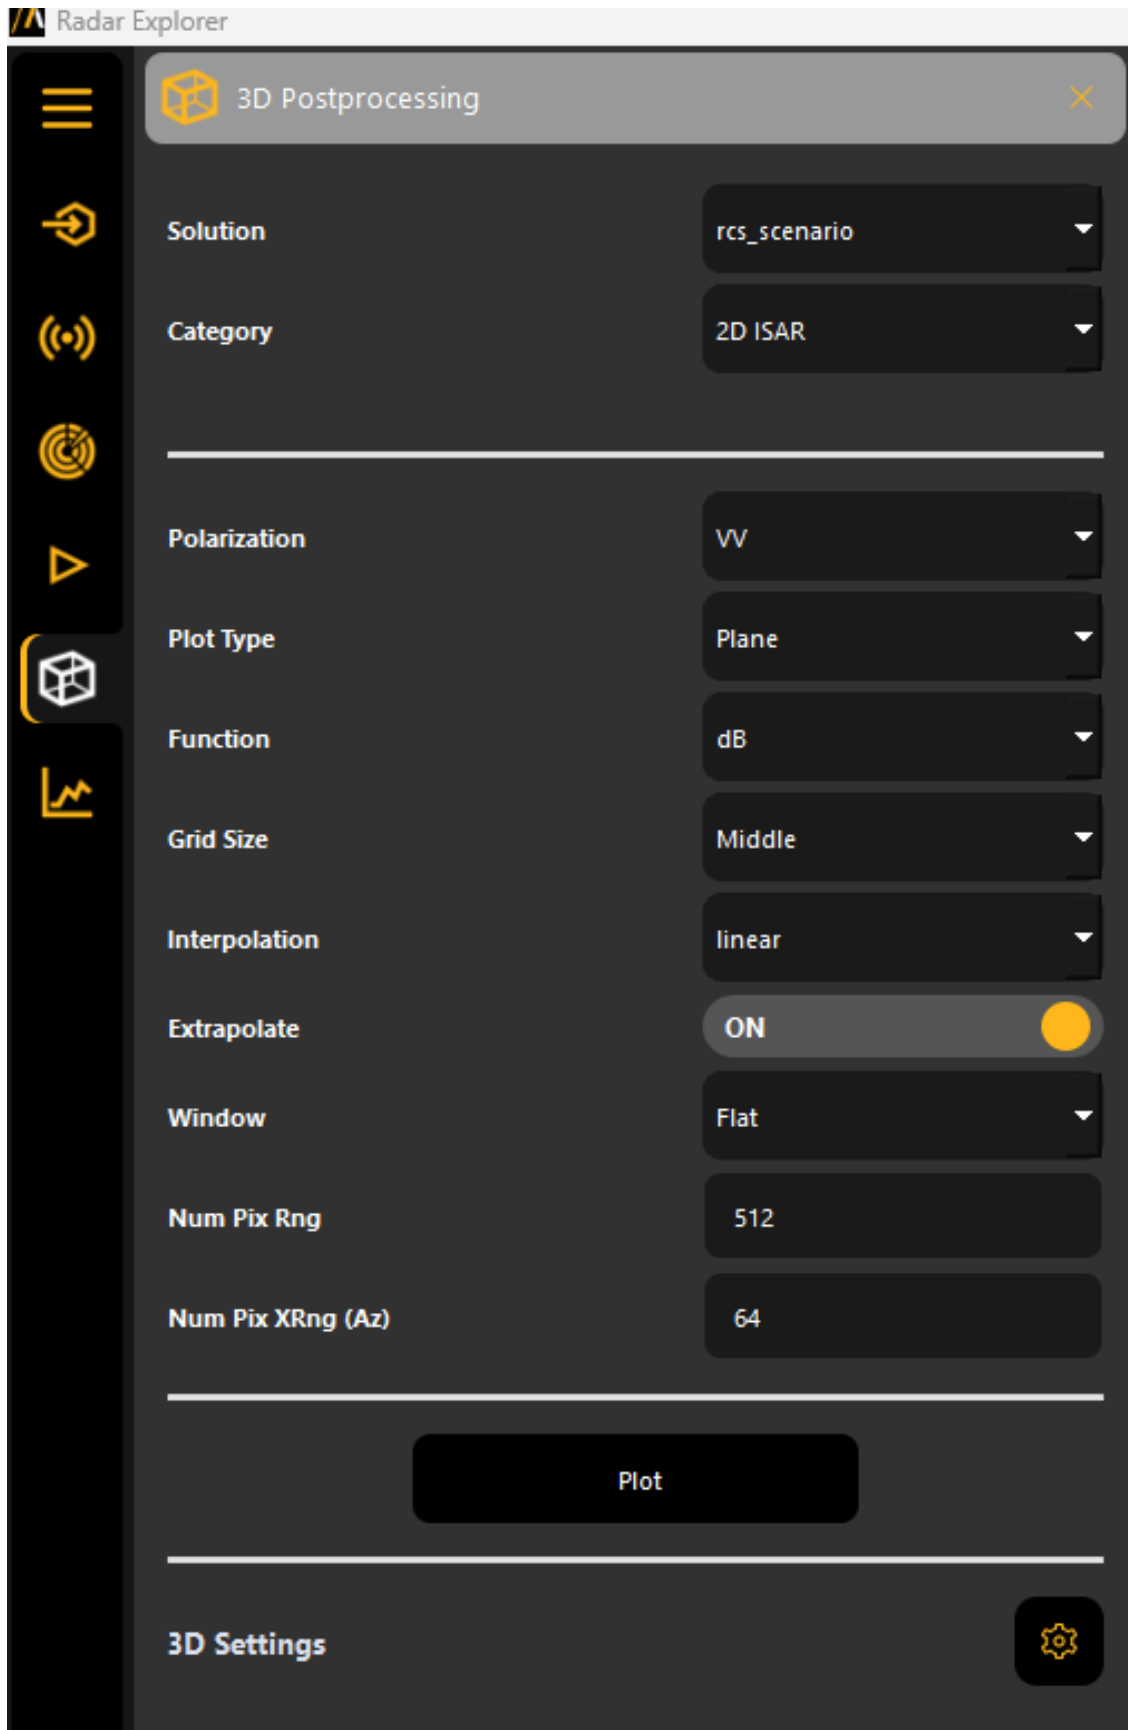 Radar Explorer
3D Postprocessing
Solution rcs_scenario
Category 2D ISAR
Polarization VV
Plot Type Plane
Function dB
Grid Size Middle
Interpolation linear
Extrapolate ON
Window Flat
Num Pix Rng 512
Num Pix XRng (Az) 64
Plot
3D Settings